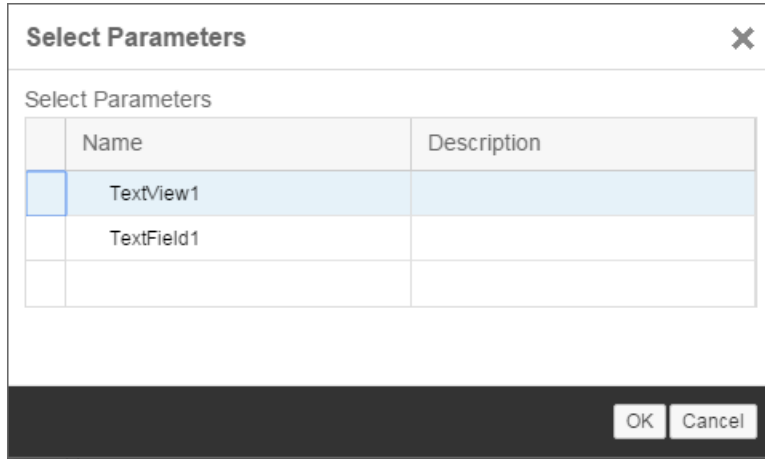 Select Parameters
Select Parameters
Name Description
TextView1
TextField1
OK Cancel